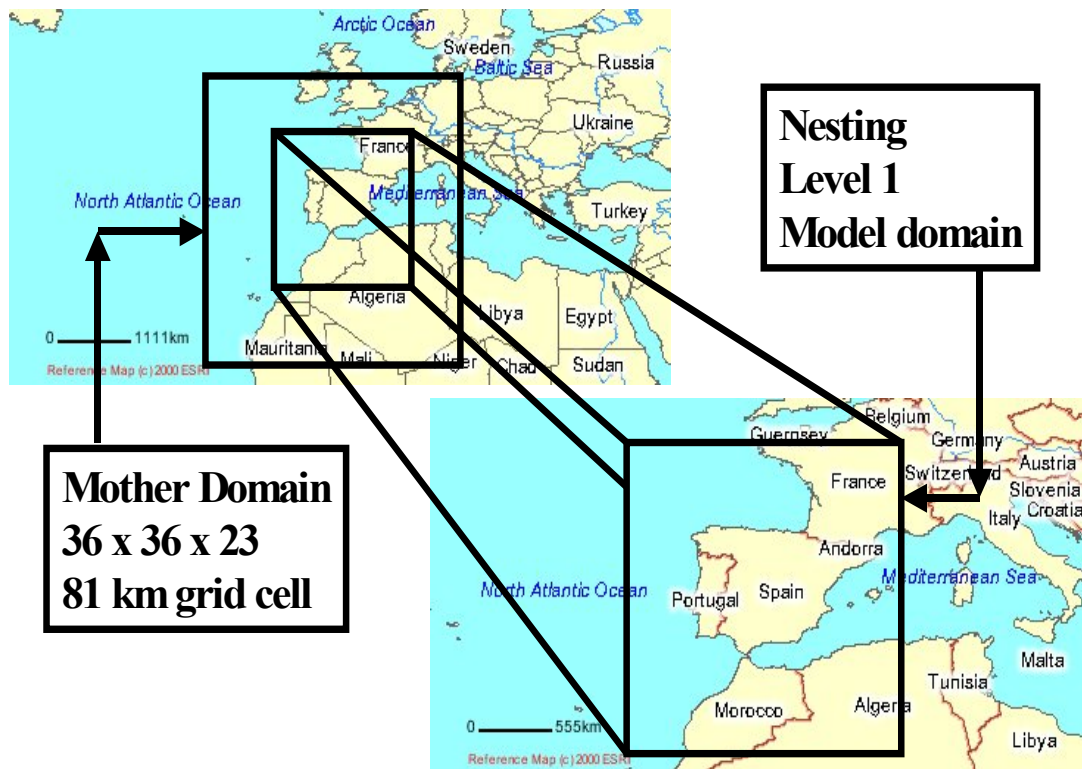 Arctic Ocean
Sweden
Baltic Sea
Russia
Ukraine
France
North Atlantic Ocean
Mediterranean Sea
Turkey
Algeria
Libya
Egypt
0 1111km
Mauritania
Mali
Niger
Chad
Sudan
Reference Map (c) 2000 ESRI
Nesting
Level 1
Model domain
Mother Domain
36 x 36 x 23
81 km grid cell
Belgium
Guernsey
Germany
Switzerland
Austria
France
Slovenia
Croatia
Italy
Andorra
North Atlantic Ocean
Mediterranean Sea
Portugal
Spain
Malta
Tunisia
Morocco
Algeria
0 555km
Libya
Reference Map (c) 2000 ESRI